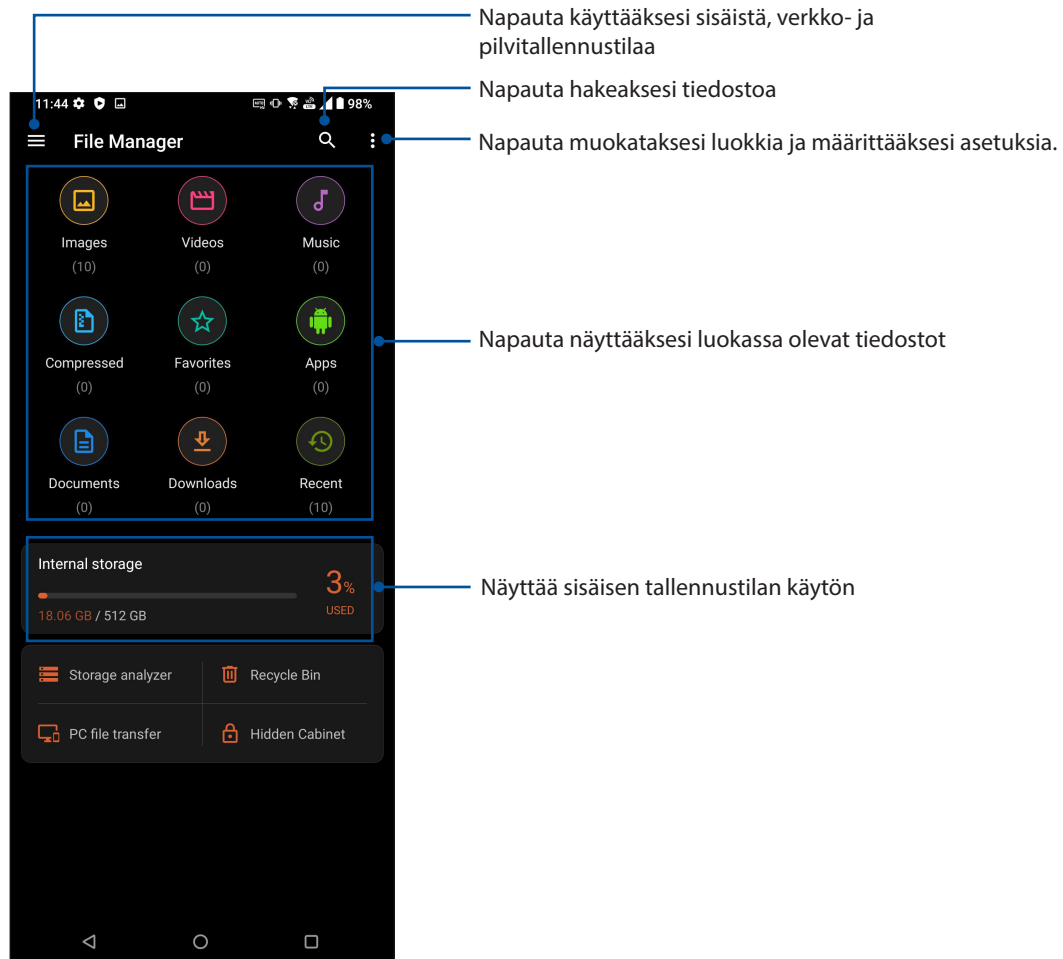 Napauta käyttääksesi sisäistä, verkko- ja
pilvitallennustilaa
Napauta hakeaksesi tiedostoa
Napauta muokataksesi luokkia ja määrittääksesi asetuksia.
Napauta näyttääksesi luokassa olevat tiedostot
Näyttää sisäisen tallennustilan käytön
11:44 98%
File Manager
Images Videos Music
(10) (0) (0)
Compressed Favorites Apps
(0) (0) (0)
Documents Downloads Recent
(0) (0) (10)
Internal storage
3%
18.06 GB / 512 GB USED
Storage analyzer Recycle Bin
PC file transfer Hidden Cabinet